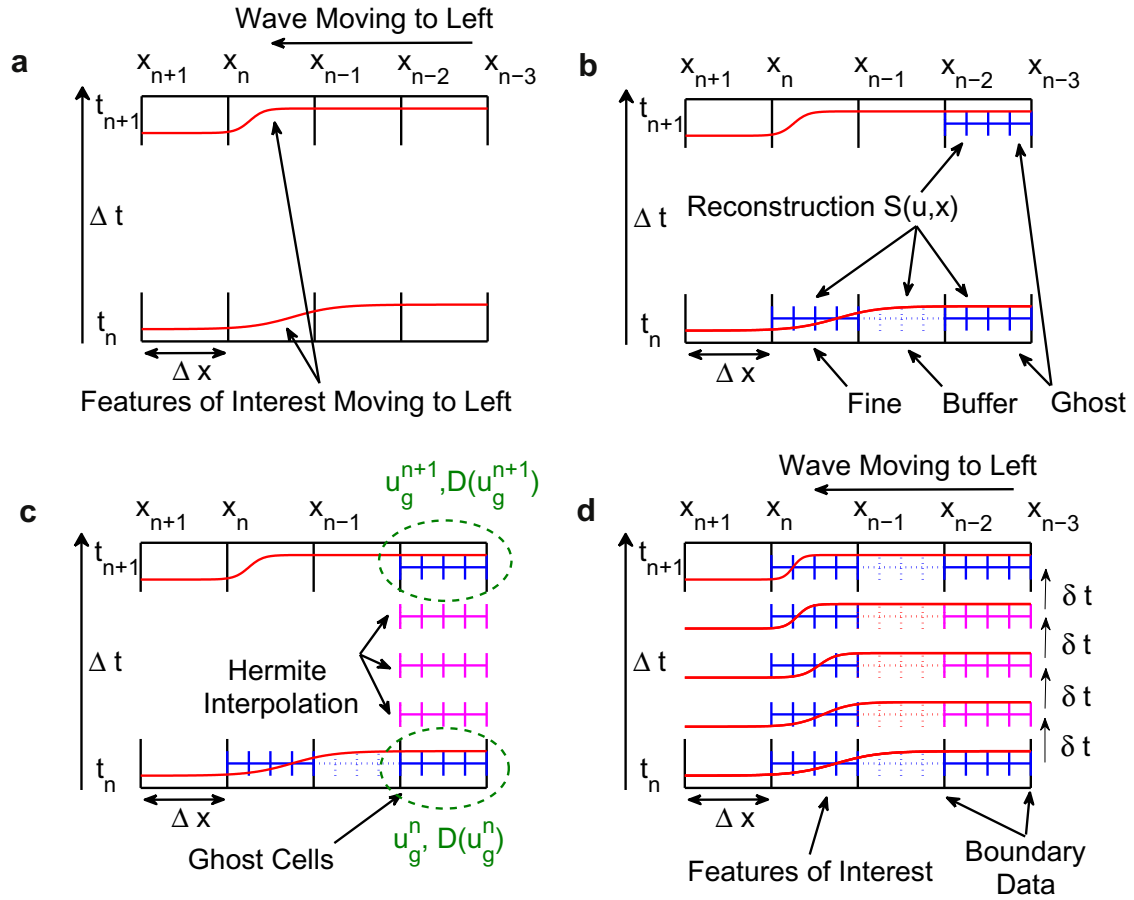 Wave Moving to Left
a
x_{n+1} x_n x_{n−1} x_{n−2} x_{n−3}
t_{n+1}
Δ t
t_n
Δ x
Features of Interest Moving to Left
b
x_{n+1} x_n x_{n−1} x_{n−2} x_{n−3}
t_{n+1}
Reconstruction S(u,x)
Δ t
t_n
Δ x
Fine Buffer Ghost
c
u_g^{n+1},D(u_g^{n+1})
x_{n+1} x_n x_{n−1}
t_{n+1}
Δ t
Hermite
Interpolation
t_n
Δ x
Ghost Cells
u_g^n, D(u_g^n)
Wave Moving to Left
d
x_{n+1} x_n x_{n−1} x_{n−2} x_{n−3}
t_{n+1}
δ t
δ t
Δ t
δ t
δ t
t_n
Δ x
Features of Interest
Boundary
Data